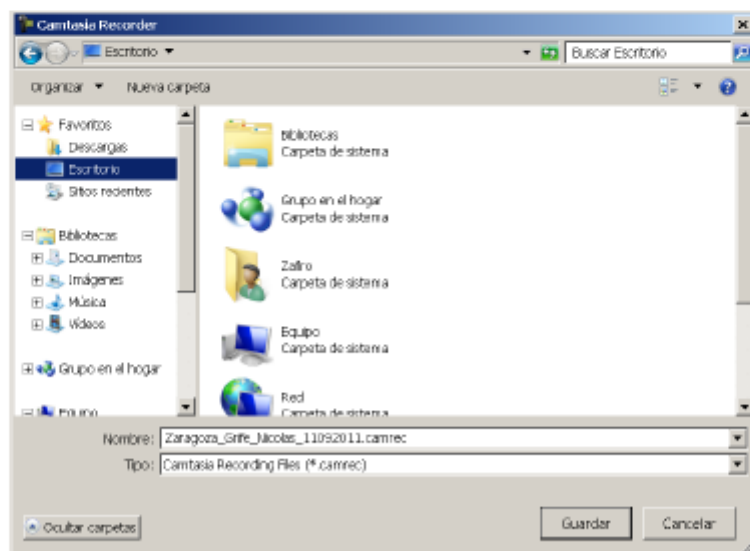 Camtasia Recorder
Escritorio
Buscar Escritorio
Organizar
Nueva carpeta
Favoritos
Descargas
Escritorio
Sitios recientes
Bibliotecas
Documentos
Imágenes
Música
Vídeos
Grupo en el hogar
Equipo
Bibliotecas
Carpeta de sistema
Grupo en el hogar
Carpeta de sistema
Zafiro
Carpeta de sistema
Equipo
Carpeta de sistema
Red
Carpeta de sistema
Nombre: Zaragoza_Grife_Nicolas_11092011.camrec
Tipo: Camtasia Recording Files (*.camrec)
Ocultar carpetas
Guardar
Cancelar